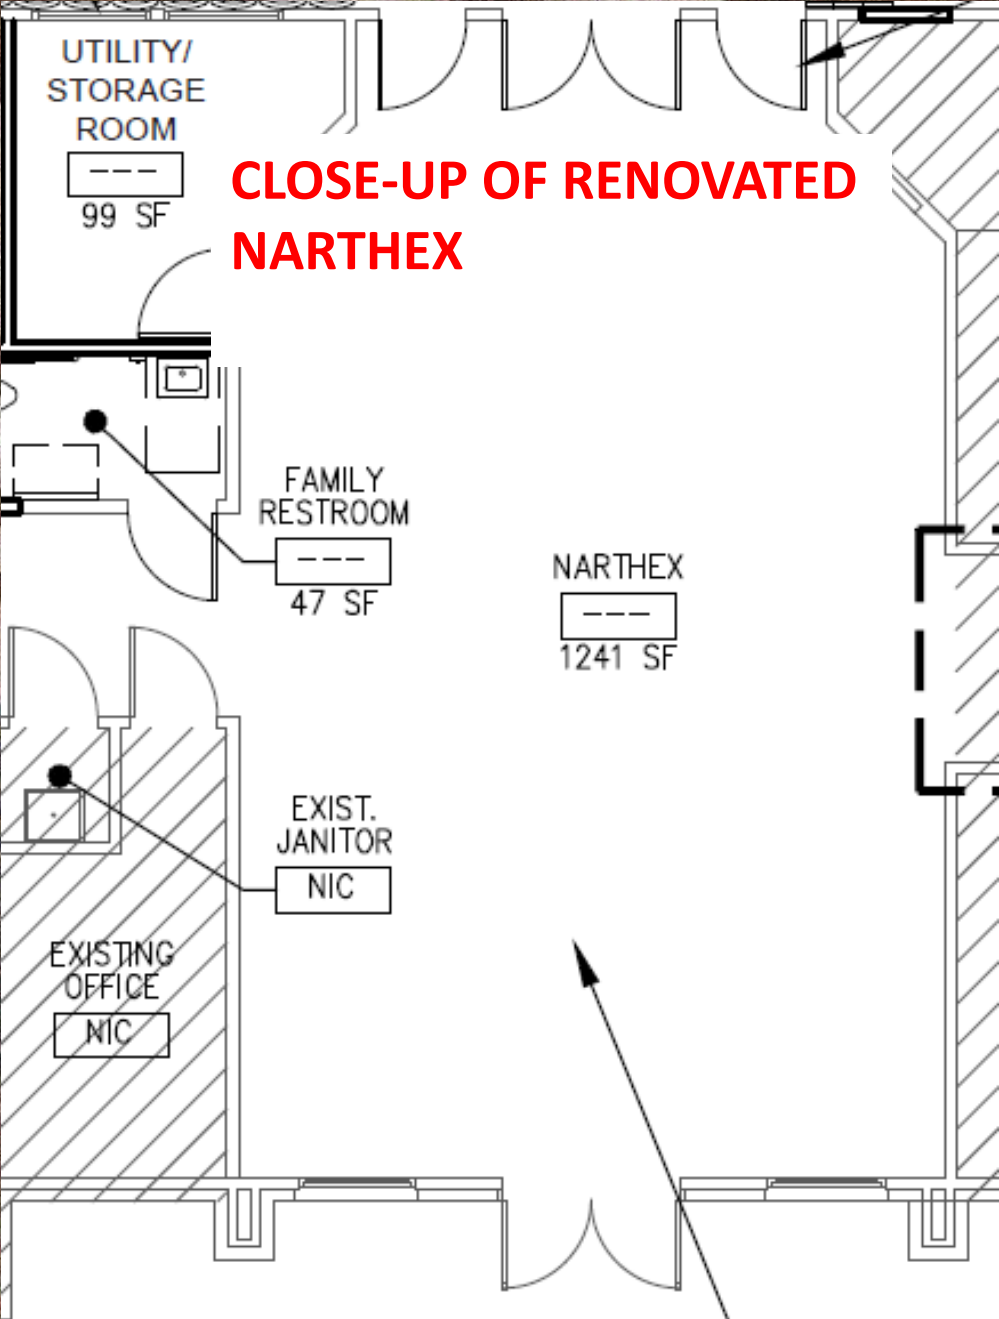 UTILITY/
STORAGE
ROOM
---
99 SF
CLOSE-UP OF RENOVATED
NARTHEX
FAMILY
RESTROOM
---
47 SF
NARTHEX
---
1241 SF
EXIST.
JANITOR
NIC
EXISTING
OFFICE
NIC